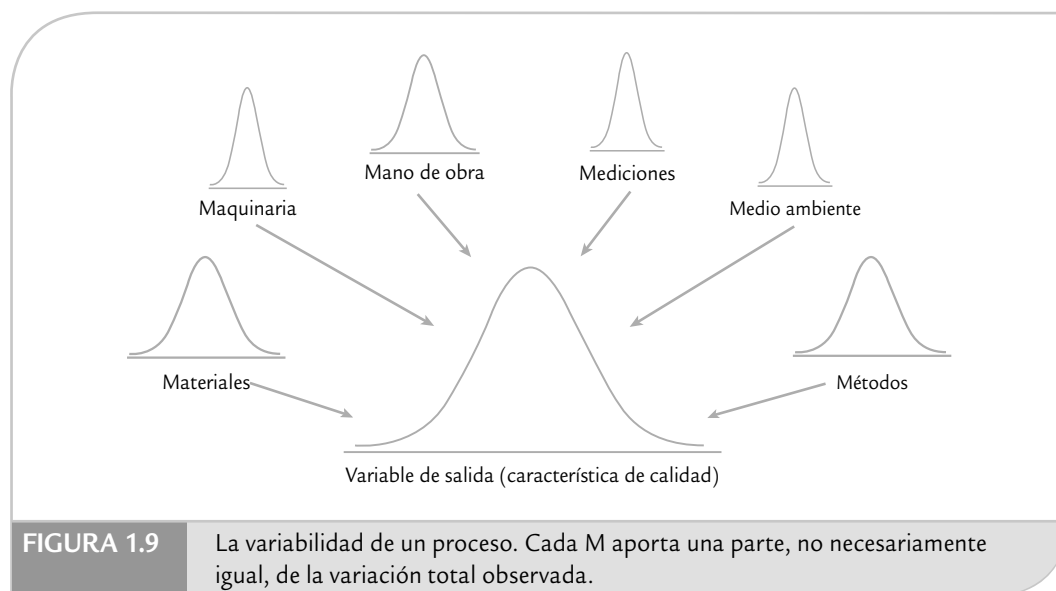 Mano de obra
Mediciones
Maquinaria
Medio ambiente
Materiales
Métodos
Variable de salida (característica de calidad)
FIGURA 1.9
La variabilidad de un proceso. Cada M aporta una parte, no necesariamente
igual, de la variación total observada.